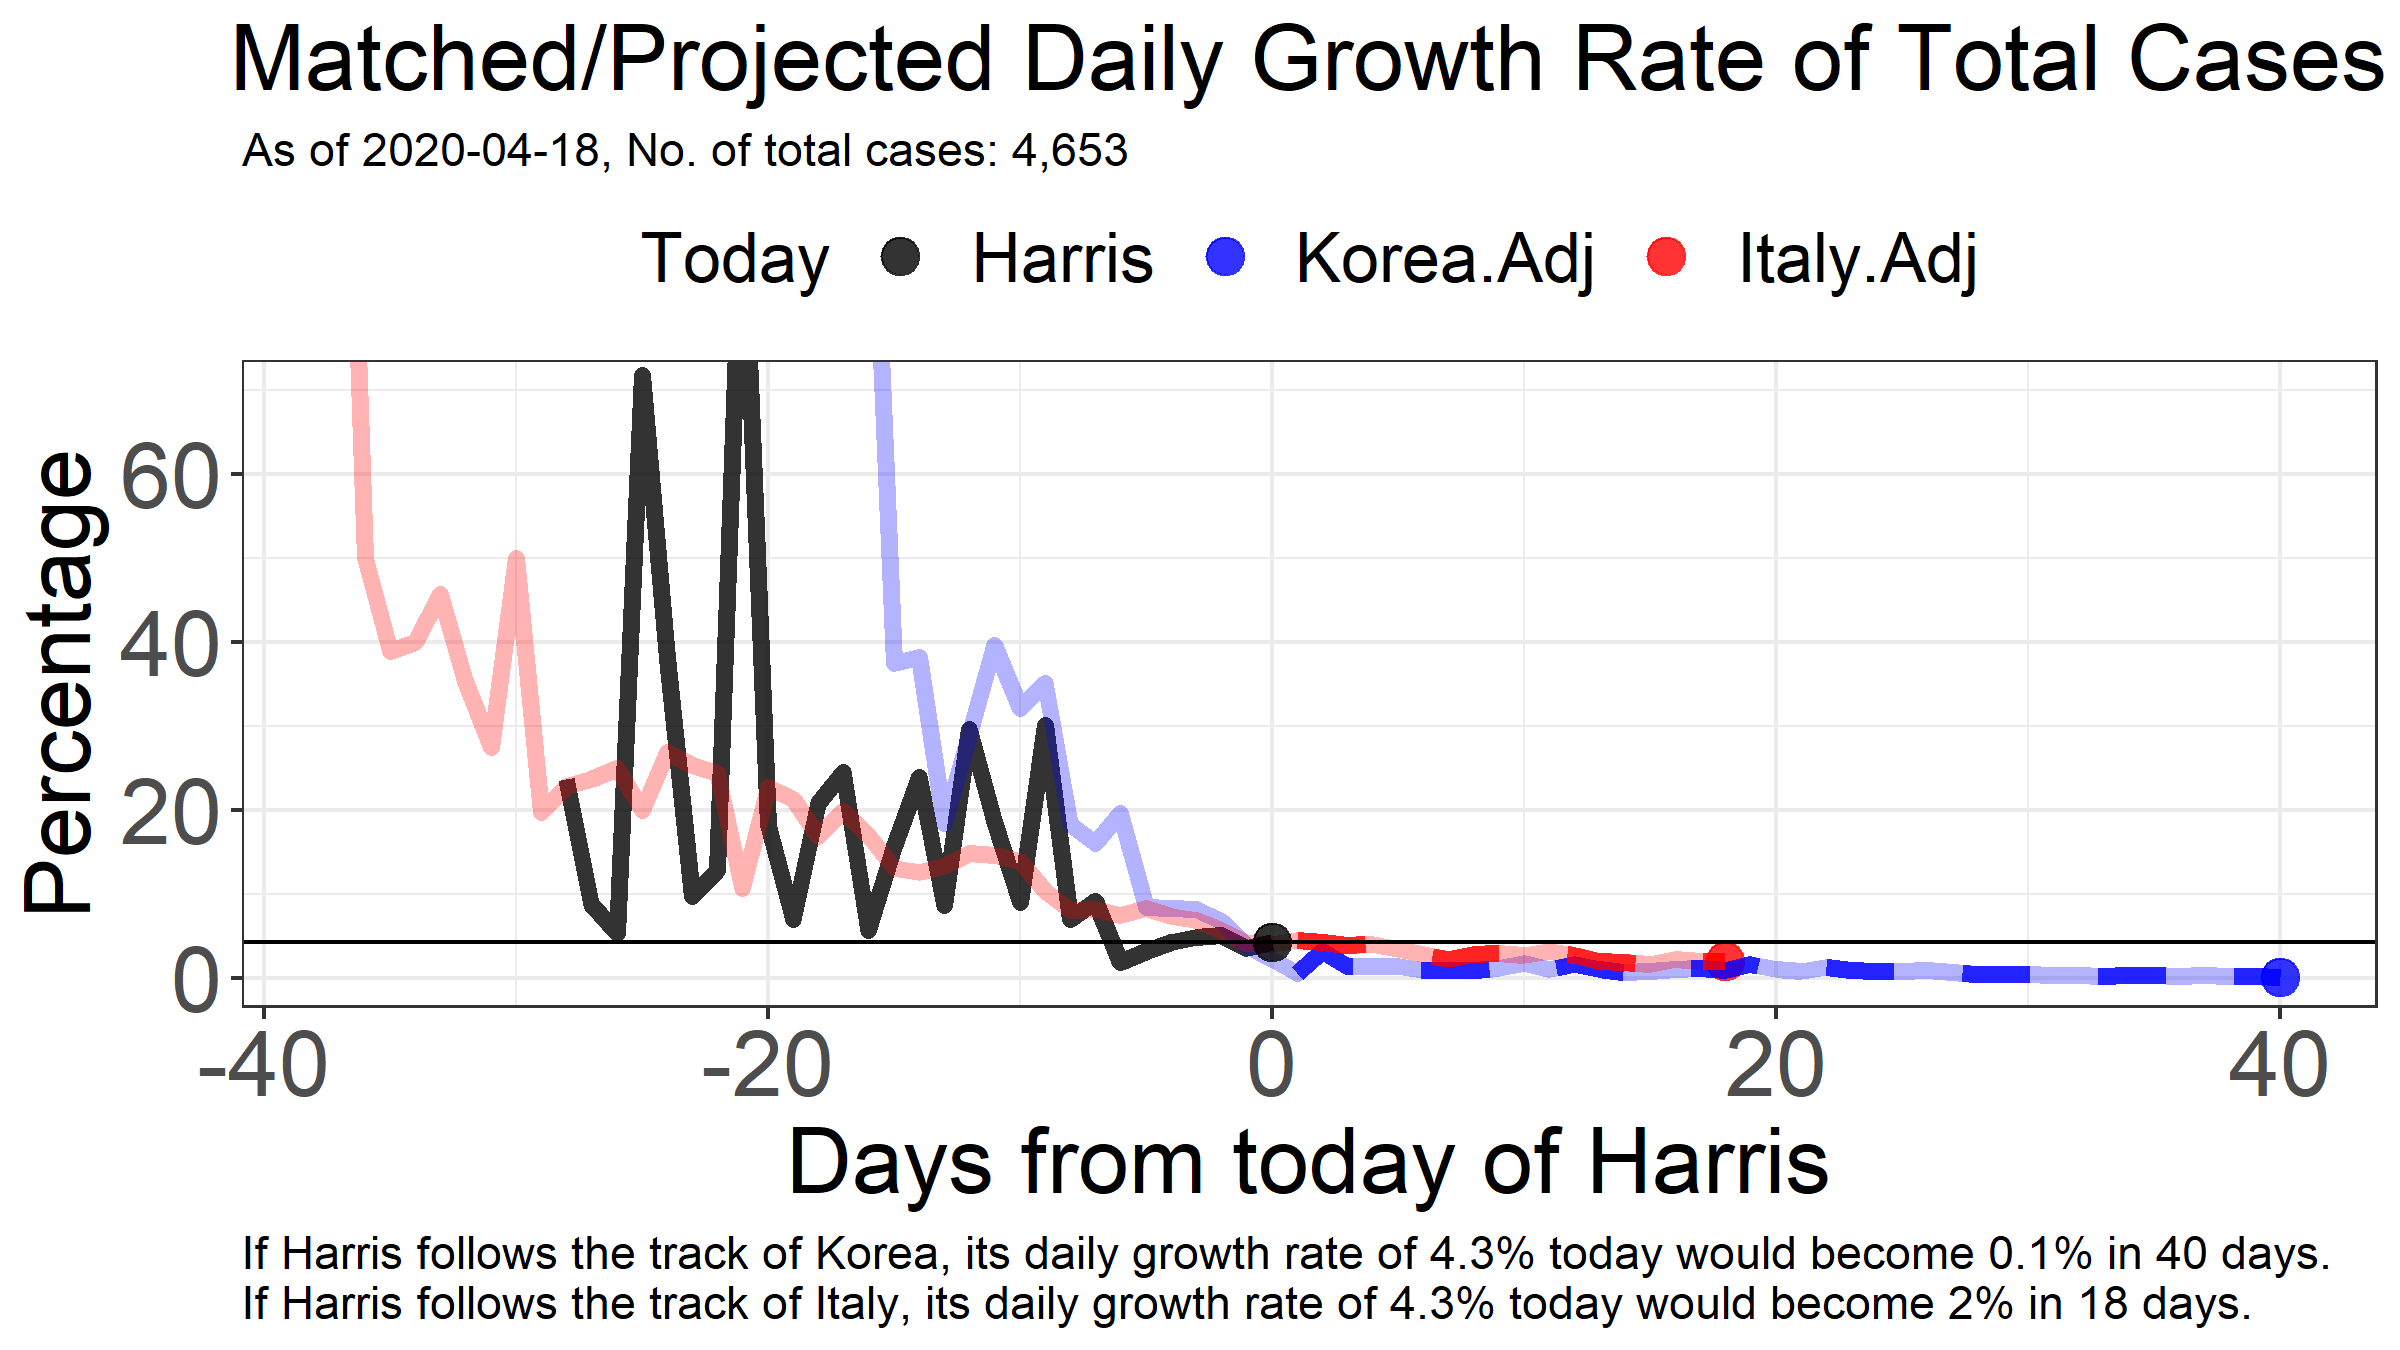 Matched/Projected Daily Growth Rate of Total Cases
As of 2020-04-18, No. of total cases: 4,653
Today Harris Korea.Adj Italy.Adj
Percentage
60
40
20
0
-40 -20 0 20 40
Days from today of Harris
If Harris follows the track of Korea, its daily growth rate of 4.3% today would become 0.1% in 40 days.
If Harris follows the track of Italy, its daily growth rate of 4.3% today would become 2% in 18 days.